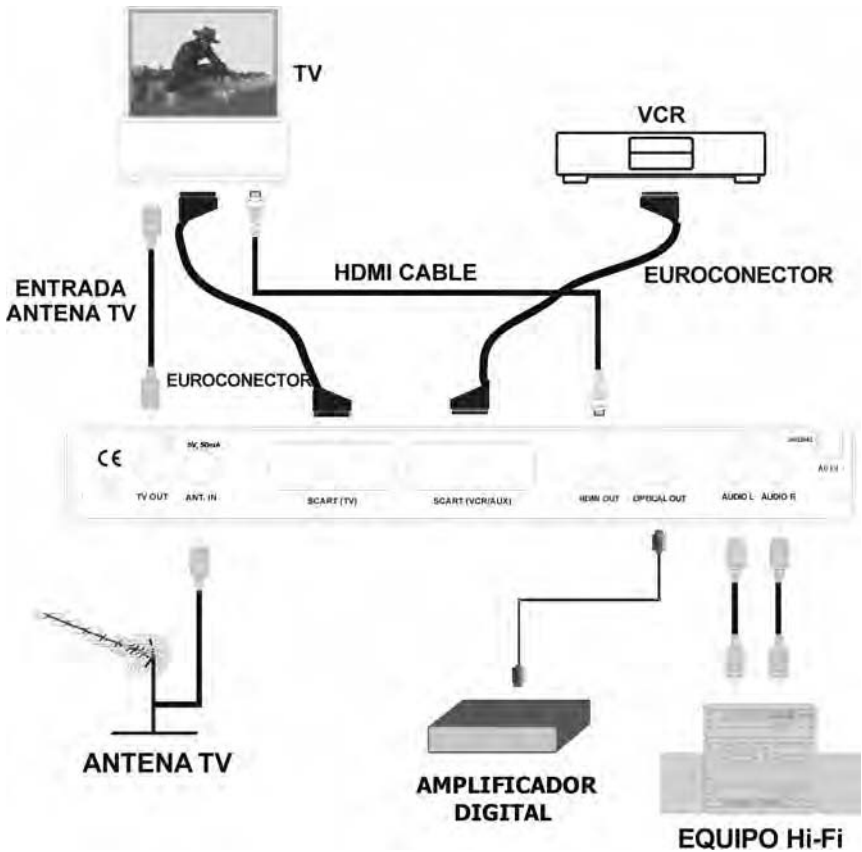 TV
VCR
HDMI CABLE
EUROCONECTOR
ENTRADA
ANTENA TV
EUROCONECTOR
CE
5V, 50mA
TV OUT
ANT. IN
SCART (TV)
SCART (VCR/AUX)
HDMI OUT
OPTICAL OUT
AUDIO L
AUDIO R
ANTENA TV
AMPLIFICADOR
DIGITAL
EQUIPO Hi-Fi